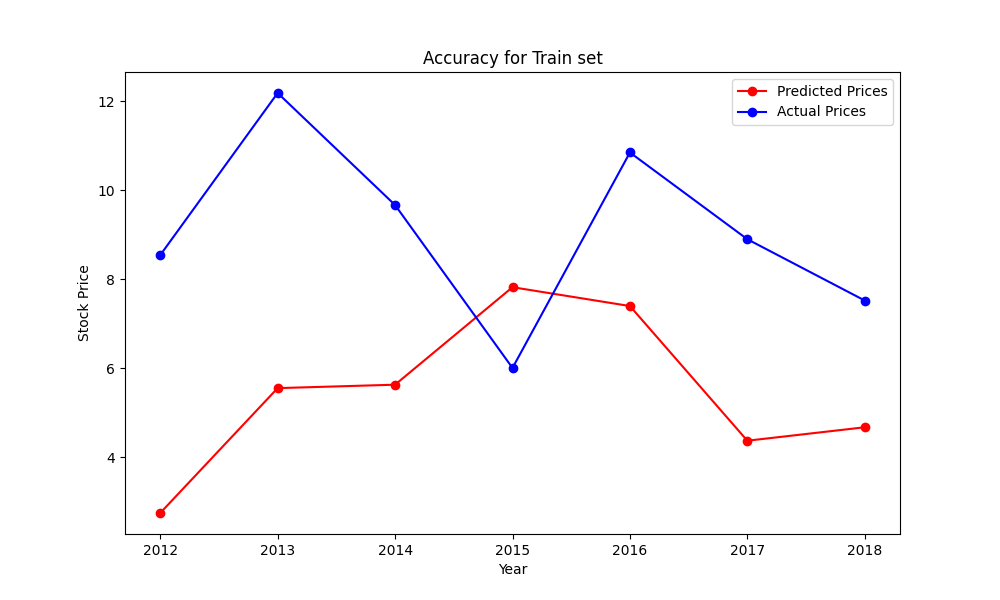 Accuracy for Train set
Predicted Prices
Actual Prices
12
10
8
6
4
Stock Price
2012 2013 2014 2015 2016 2017 2018
Year